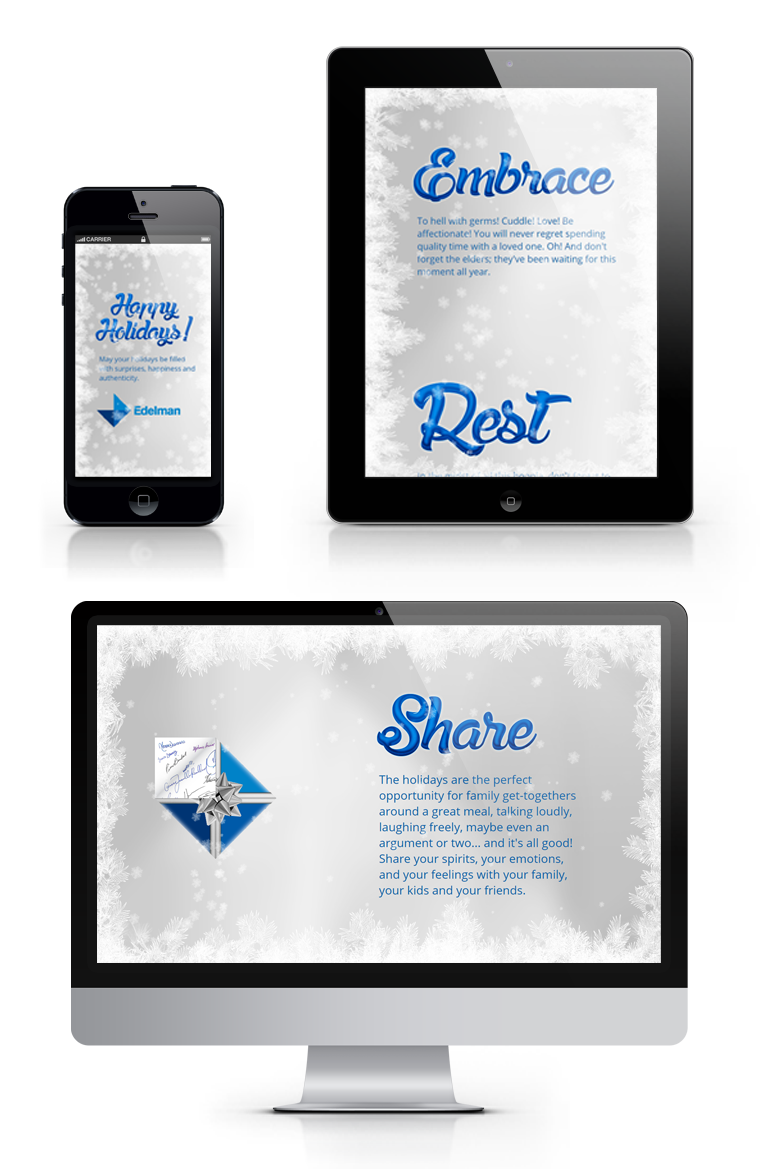 Embrace
To hell with germs! Cuddle! Love! Be
affectionate! You will never regret spending
quality time with a loved one. Oh! And don't
forget the elders; they've been waiting for this
moment all year.
Rest
CARRIER
Happy
Holidays!
May your holidays be filled
with surprises, happiness and
authenticity.
Edelman
Share
The holidays are the perfect
opportunity for family get-togethers
around a great meal, talking loudly,
laughing freely, maybe even an
argument or two... and it's all good!
Share your spirits, your emotions,
and your feelings with your family,
your kids and your friends.